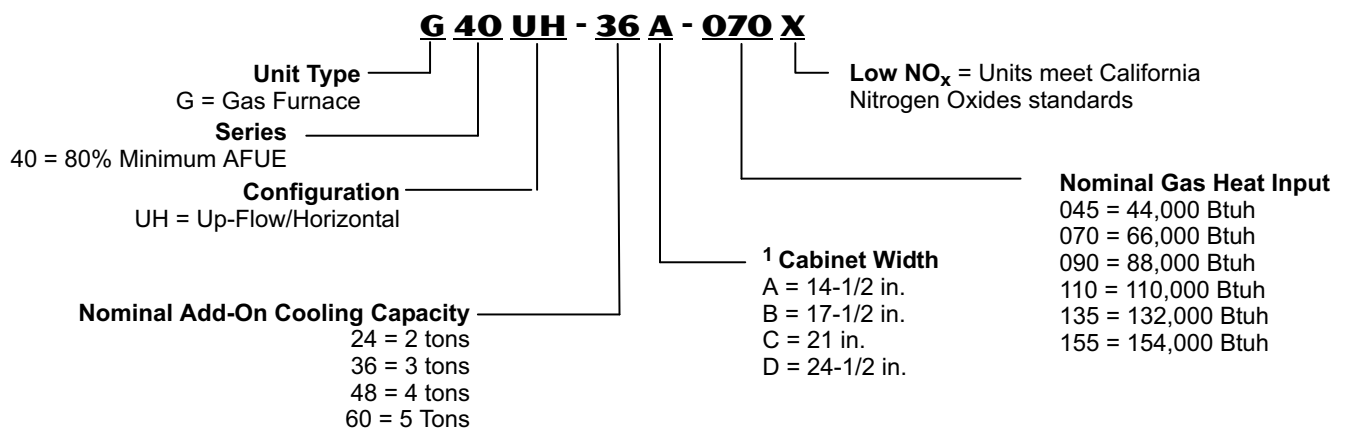 G 40 UH - 36 A - 070 X
Unit Type
G = Gas Furnace
Series
40 = 80% Minimum AFUE
Configuration
UH = Up-Flow/Horizontal
Nominal Add-On Cooling Capacity
24 = 2 tons
36 = 3 tons
48 = 4 tons
60 = 5 Tons
1 Cabinet Width
A = 14-1/2 in.
B = 17-1/2 in.
C = 21 in.
D = 24-1/2 in.
Low NOx = Units meet California
Nitrogen Oxides standards
Nominal Gas Heat Input
045 = 44,000 Btuh
070 = 66,000 Btuh
090 = 88,000 Btuh
110 = 110,000 Btuh
135 = 132,000 Btuh
155 = 154,000 Btuh